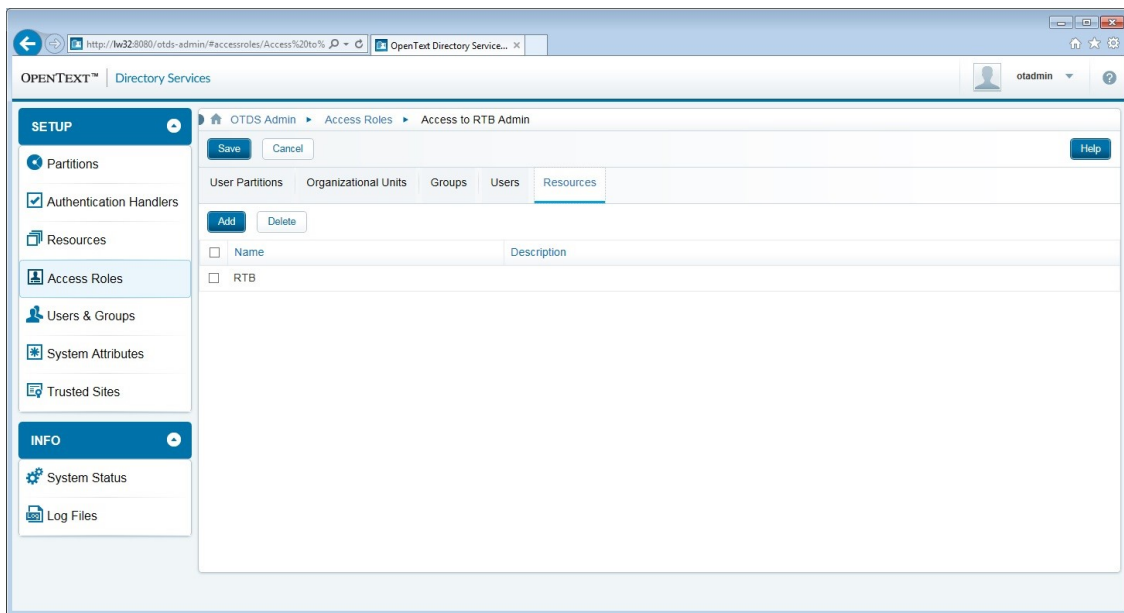 http://lw32:8080/otds-admin/#accessroles/Access%20to%
OpenText Directory Service...
OPENTEXT™ | Directory Services
otadmin
SETUP
Partitions
Authentication Handlers
Resources
Access Roles
Users & Groups
System Attributes
Trusted Sites
INFO
System Status
Log Files
OTDS Admin ▸ Access Roles ▸ Access to RTB Admin
Save Cancel Help
User Partitions Organizational Units Groups Users Resources
Add Delete
Name Description
RTB